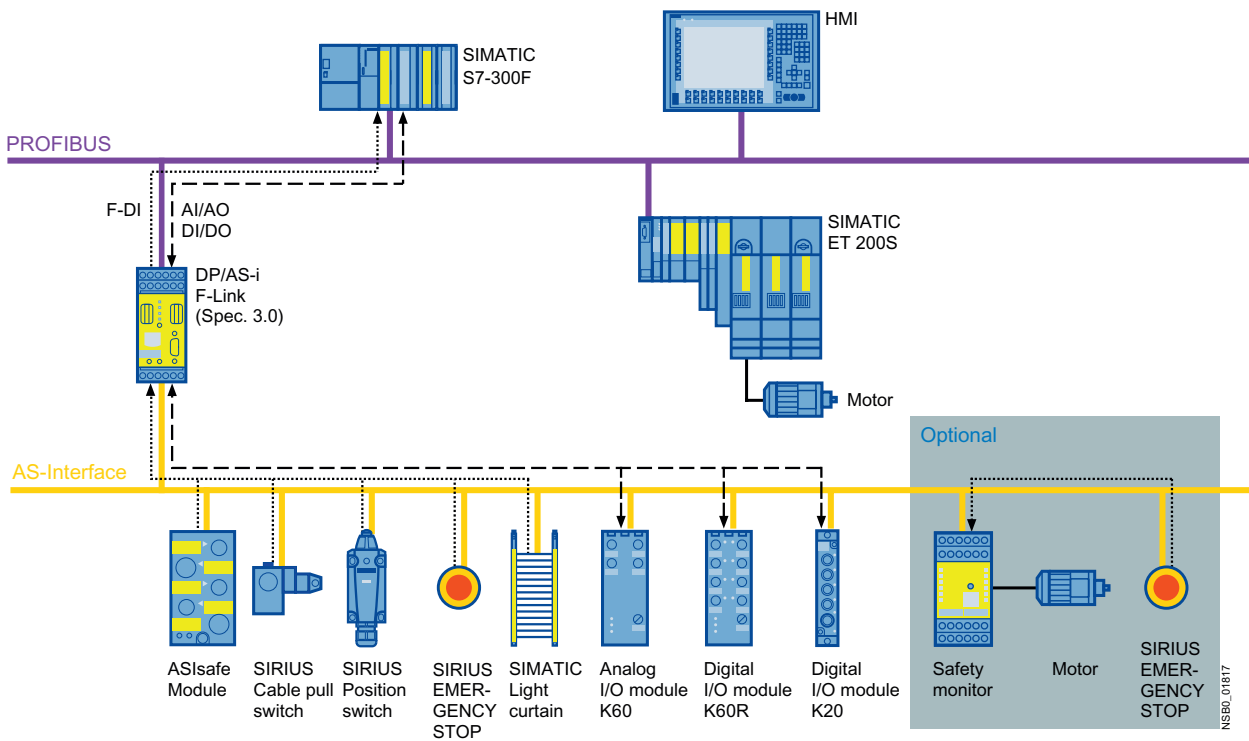 HMI
SIMATIC
S7-300F
PROFIBUS
F-DI
AI/AO
DI/DO
SIMATIC
ET 200S
DP/AS-i
F-Link
(Spec. 3.0)
Motor
Optional
AS-Interface
ASIsafe
Module
SIRIUS
Cable pull
switch
SIRIUS
Position
switch
SIRIUS
EMER-
GENCY
STOP
SIMATIC
Light
curtain
Analog
I/O module
K60
Digital
I/O module
K60R
Digital
I/O module
K20
Safety
monitor
Motor
SIRIUS
EMER-
GENCY
STOP
NSB0_01817